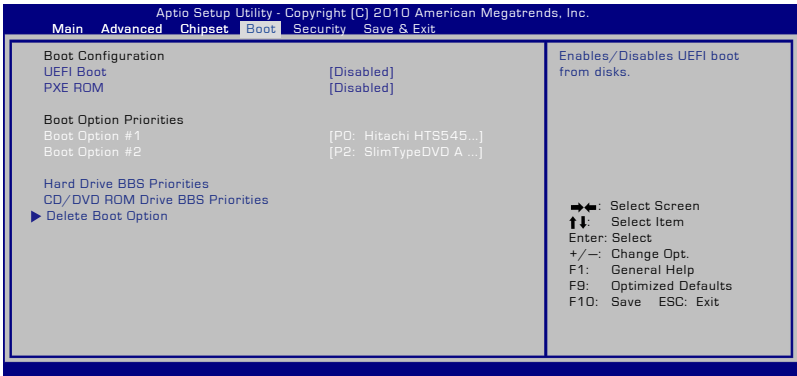 Aptio Setup Utility - Copyright (C) 2010 American Megatrends, Inc.
Main Advanced Chipset Boot Security Save & Exit
Boot Configuration
UEFI Boot [Disabled]
PXE ROM [Disabled]
Boot Option Priorities
Boot Option #1 [P0: Hitachi HTS545...]
Boot Option #2 [P2: SlimTypeDVD A ...]
Hard Drive BBS Priorities
CD/DVD ROM Drive BBS Priorities
Delete Boot Option
Enables/Disables UEFI boot
from disks.
→←: Select Screen
↑↓: Select Item
Enter: Select
+/—: Change Opt.
F1: General Help
F9: Optimized Defaults
F10: Save ESC: Exit